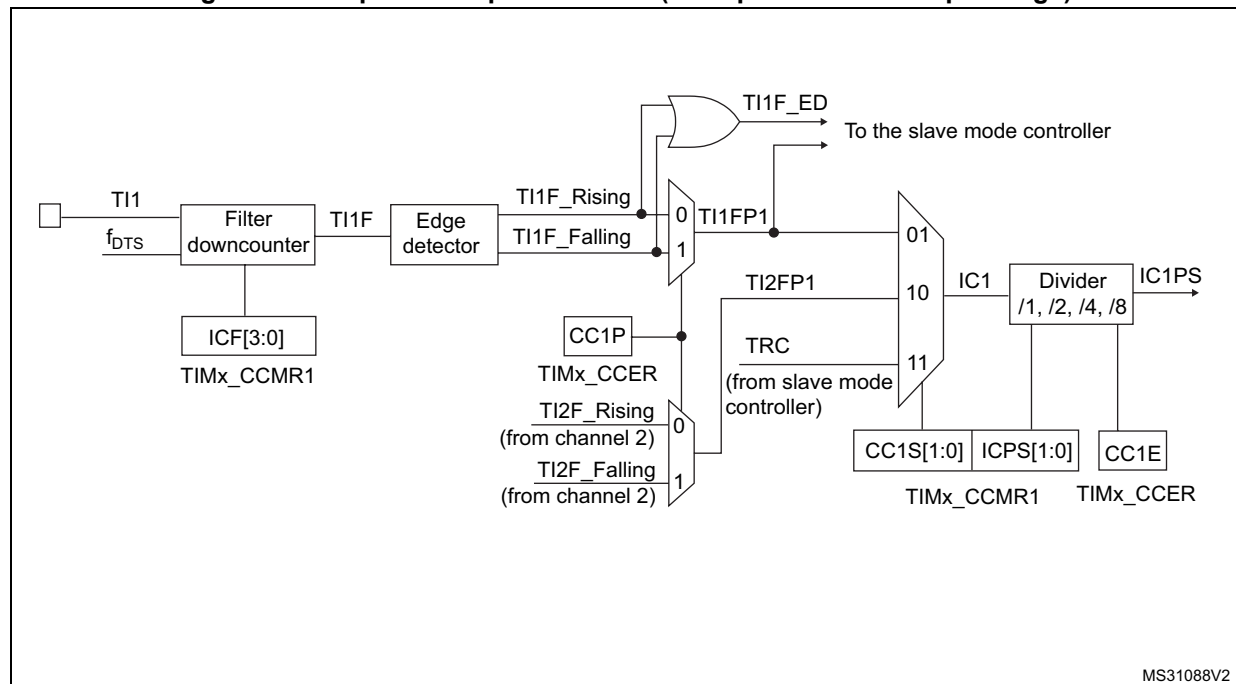 TI1F_ED
To the slave mode controller
TI1
f_DTS
Filter
downcounter
ICF[3:0]
TIMx_CCMR1
TI1F
Edge
detector
TI1F_Rising
TI1F_Falling
0
1
TI1FP1
TI2FP1
CC1P
TIMx_CCER
TI2F_Rising
(from channel 2)
TI2F_Falling
(from channel 2)
0
1
TRC
(from slave mode
controller)
01
10
11
IC1
Divider
/1, /2, /4, /8
IC1PS
CC1S[1:0]
ICPS[1:0]
TIMx_CCMR1
CC1E
TIMx_CCER
MS31088V2